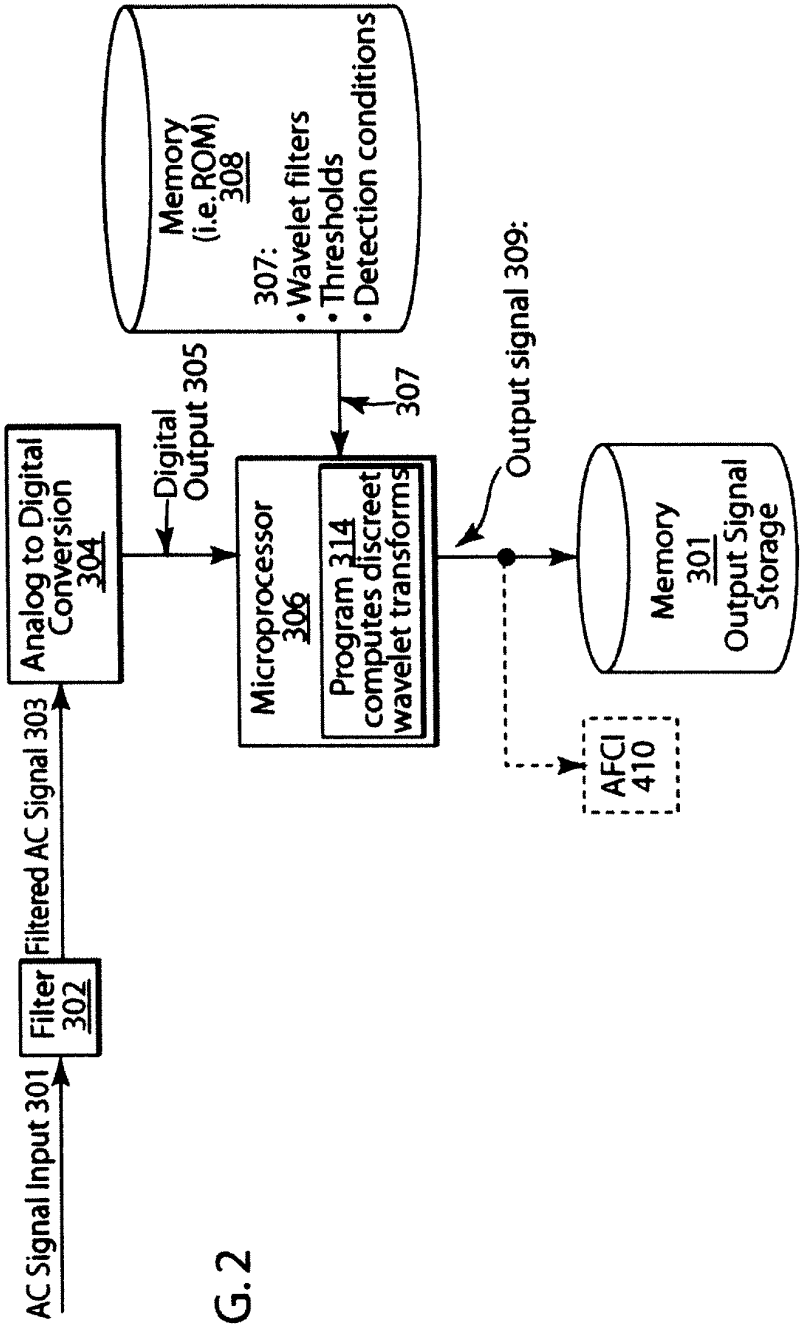 AC Signal Input 301
Filter
302
Filtered AC Signal 303
Analog to Digital
Conversion
304
Digital
Output 305
Microprocessor
306
Program 314
computes discreet
wavelet transforms
Memory
(i.e. ROM)
308
307:
• Wavelet filters
• Thresholds
• Detection conditions
307
Output signal 309:
AFCI
410
Memory
301
Output Signal
Storage
G. 2